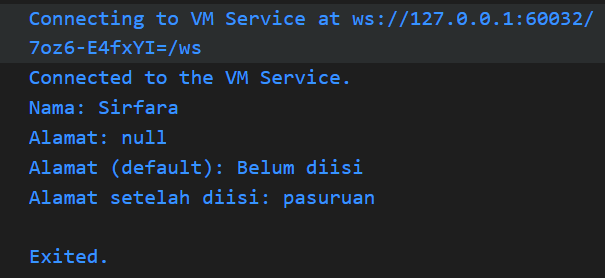 Connecting to VM Service at ws://127.0.0.1:60032/
7oz6-E4fxYI=/ws
Connected to the VM Service.
Nama: Sirfara
Alamat: null
Alamat (default): Belum diisi
Alamat setelah diisi: pasuruan
Exited.